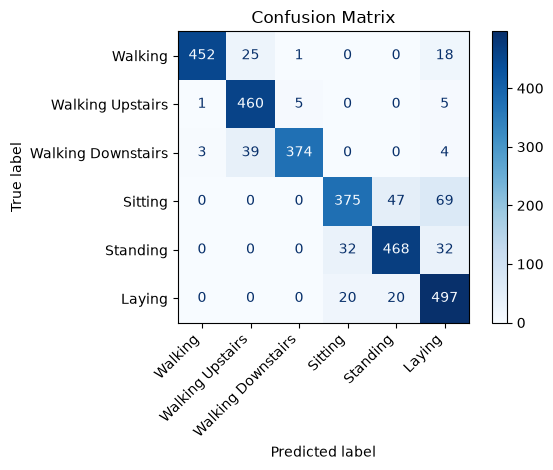 Confusion Matrix
True label
Walking 452 25 1 0 0 18
Walking Upstairs 1 460 5 0 0 5
Walking Downstairs 3 39 374 0 0 4
Sitting 0 0 0 375 47 69
Standing 0 0 0 32 468 32
Laying 0 0 0 20 20 497
Walking
Walking Upstairs
Walking Downstairs
Sitting
Standing
Laying
Predicted label
400
300
200
100
0